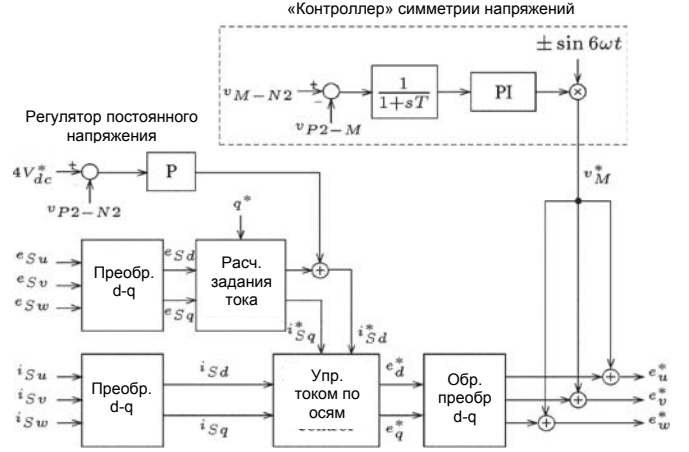 «Контроллер» симметрии напряжений
± sin 6ωt
v_{M-N2}
+
−
1
1+sT
PI
×
v_{P2-M}
Регулятор постоянного
напряжения
4V*_{dc}
+
−
P
v_{P2-N2}
v*_M
q*
e_{Su}
e_{Sv}
e_{Sw}
Преобр.
d-q
e_{Sd}
e_{Sq}
Расч.
задания
тока
+
i*_{Sq}
i*_{Sd}
i_{Su}
i_{Sv}
i_{Sw}
Преобр.
d-q
i_{Sd}
i_{Sq}
Упр.
током по
осям
e*_d
e*_q
Обр.
преобр
d-q
+
+
+
e*_u
e*_v
e*_w